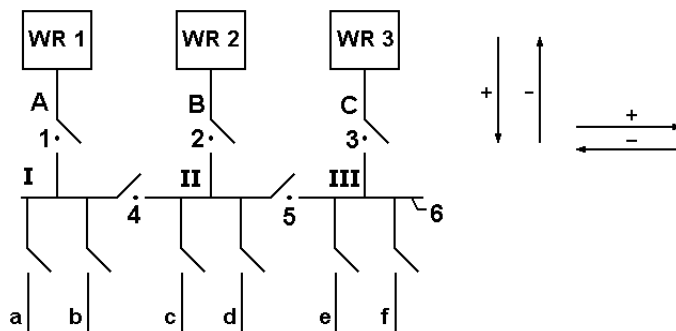 WR 1 WR 2 WR 3
A B C
+ −
+
−
1 2 3
I II III
4 5 6
a b c d e f